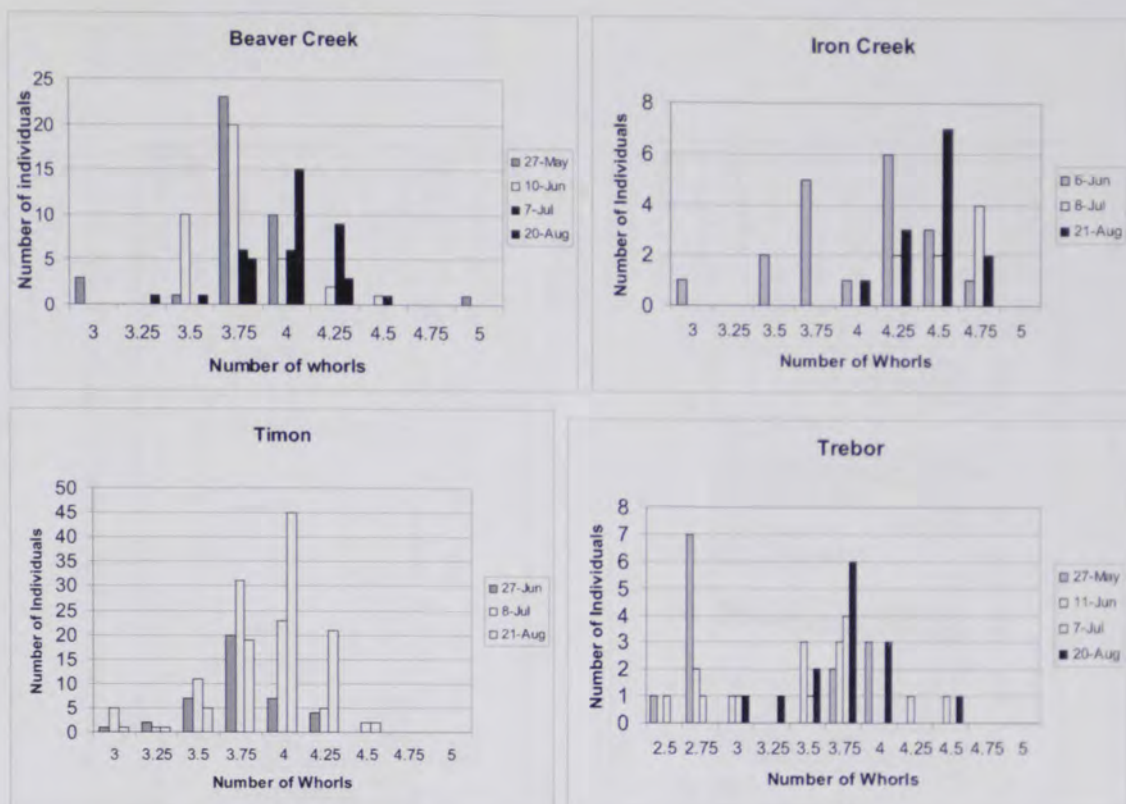 Beaver Creek
Number of individuals
25
20
15
10
5
0
3 3.25 3.5 3.75 4 4.25 4.5 4.75 5
Number of whorls
27-May
10-Jun
7-Jul
20-Aug
Iron Creek
Number of Individuals
8
6
4
2
0
3 3.25 3.5 3.75 4 4.25 4.5 4.75 5
Number of Whorls
6-Jun
8-Jul
21-Aug
Timon
Number of Individuals
50
45
40
35
30
25
20
15
10
5
0
3 3.25 3.5 3.75 4 4.25 4.5 4.75 5
Number of Whorls
27-Jun
8-Jul
21-Aug
Trebor
Number of Individuals
8
7
6
5
4
3
2
1
0
2.5 2.75 3 3.25 3.5 3.75 4 4.25 4.5 4.75 5
Number of Whorls
27-May
11-Jun
7-Jul
20-Aug